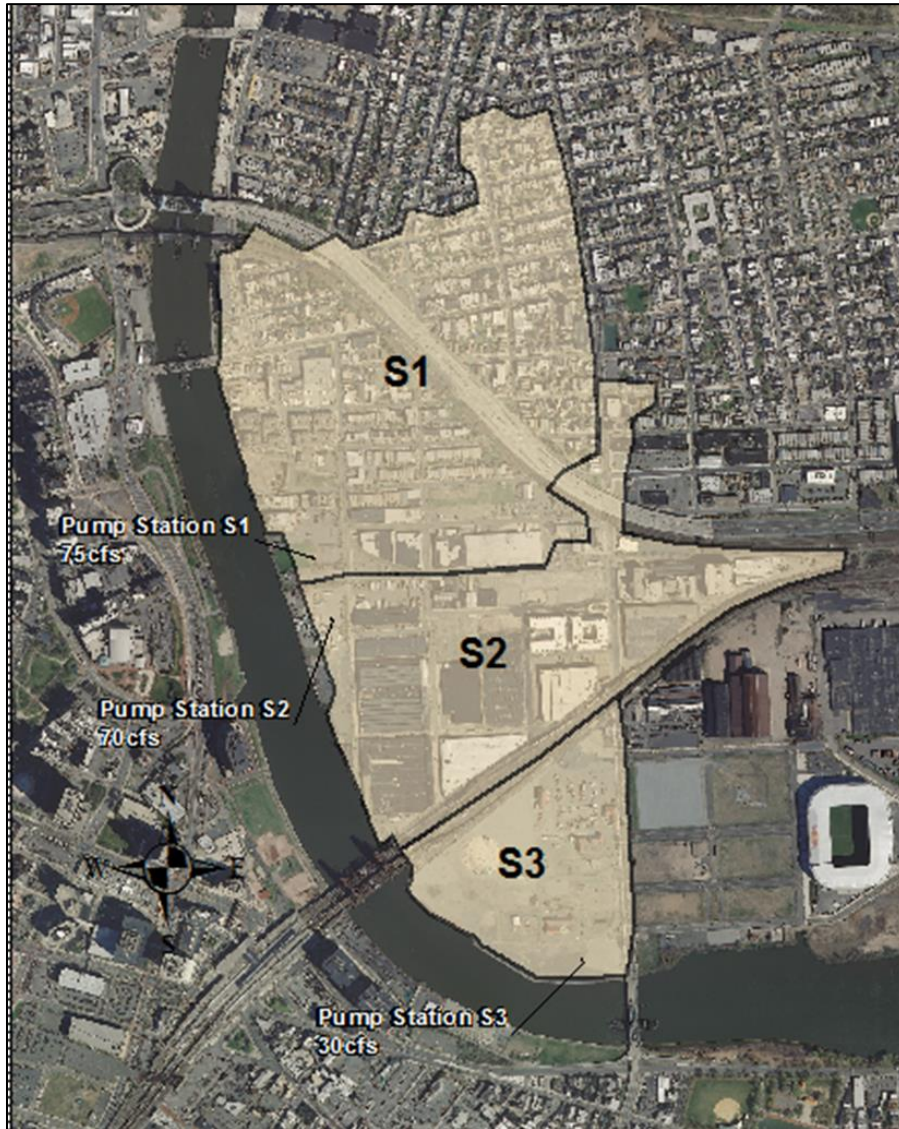 S1
Pump Station S1
75cfs
S2
Pump Station S2
70cfs
N
W
E
S
S3
Pump Station S3
30cfs